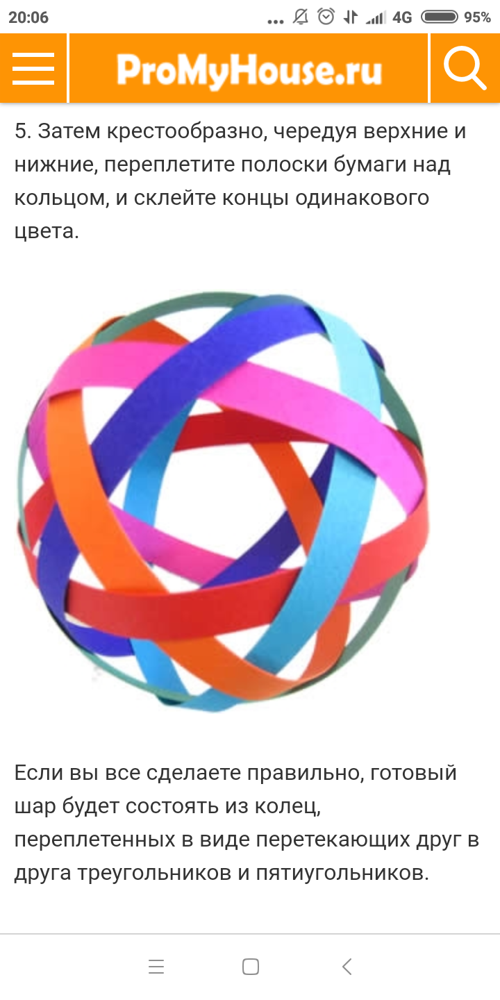 20:06
... 4G 95%
ProMyHouse.ru
5. Затем крестообразно, чередуя верхние и
нижние, переплетите полоски бумаги над
кольцом, и склейте концы одинакового
цвета.
Если вы все сделаете правильно, готовый
шар будет состоять из колец,
переплетенных в виде перетекающих друг в
друга треугольников и пятиугольников.